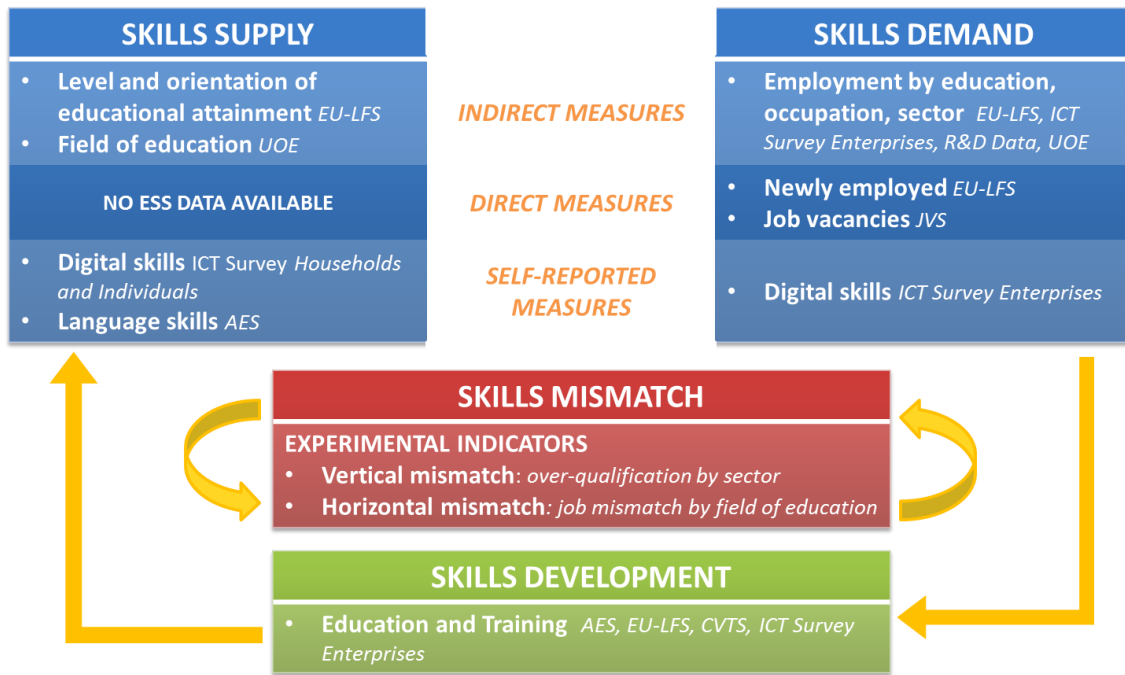 SKILLS SUPPLY
• Level and orientation of
educational attainment EU-LFS
• Field of education UOE
NO ESS DATA AVAILABLE
• Digital skills ICT Survey Households
and Individuals
• Language skills AES
INDIRECT MEASURES
DIRECT MEASURES
SELF-REPORTED
MEASURES
SKILLS DEMAND
• Employment by education,
occupation, sector EU-LFS, ICT
Survey Enterprises, R&D Data, UOE
• Newly employed EU-LFS
• Job vacancies JVS
• Digital skills ICT Survey Enterprises
SKILLS MISMATCH
EXPERIMENTAL INDICATORS
• Vertical mismatch: over-qualification by sector
• Horizontal mismatch: job mismatch by field of education
SKILLS DEVELOPMENT
• Education and Training AES, EU-LFS, CVTS, ICT Survey
Enterprises